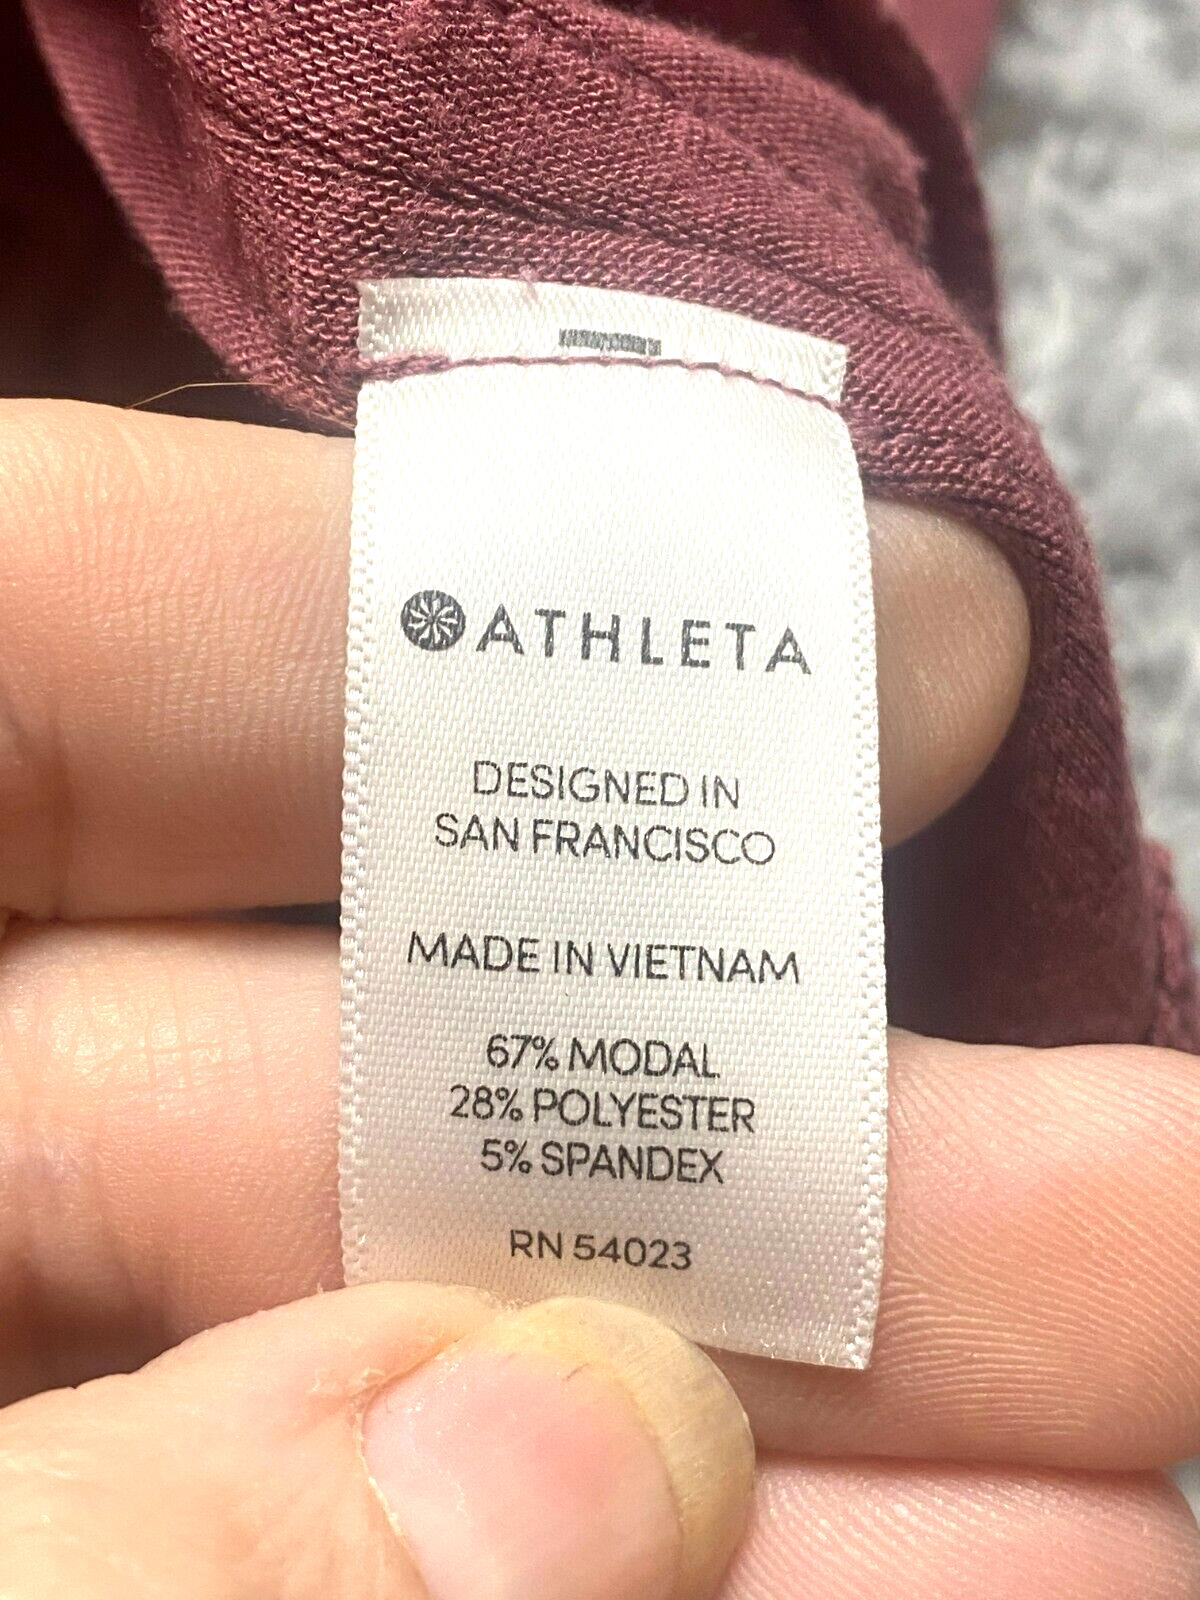 ATHLETA
DESIGNED IN
SAN FRANCISCO
MADE IN VIETNAM
67% MODAL
28% POLYESTER
5% SPANDEX
RN 54023